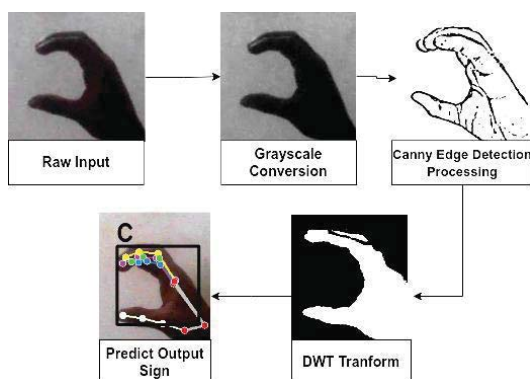 Raw Input
Grayscale
Conversion
Canny Edge Detection
Processing
C
Predict Output
Sign
DWT Tranform